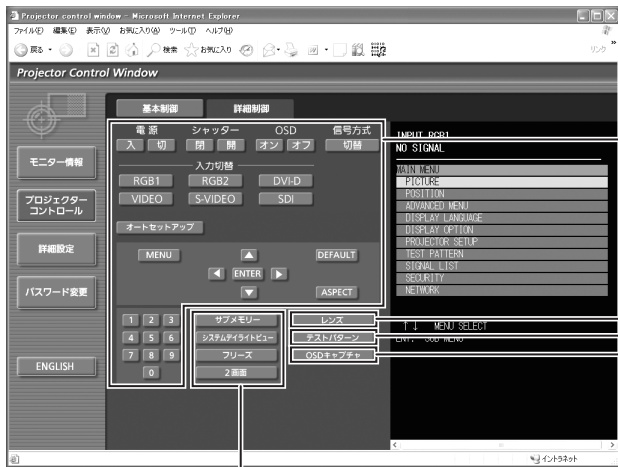 Projector control window - Microsoft Internet Explorer
ファイル(F) 編集(E) 表示(V) お気に入り(A) ツール(T) ヘルプ(H)
戻る 検索 お気に入り リンク
Projector Control Window
基本制御 詳細制御
電源 シャッター OSD 信号方式
入 切 閉 開 オン オフ 切替
入力切替
RGB1 RGB2 DVI-D
VIDEO S-VIDEO SDI
オートセットアップ
MENU DEFAULT
ENTER
ASPECT
1 2 3 サブメモリー レンズ
4 5 6 システムデイライトビュー テストパターン
7 8 9 フリーズ OSDキャプチャ
0 2画面
モニター情報
プロジェクター
コントロール
詳細設定
パスワード変更
ENGLISH
INPUT RGB1
NO SIGNAL
MAIN MENU
PICTURE
POSITION
ADVANCED MENU
DISPLAY LANGUAGE
DISPLAY OPTION
PROJECTOR SETUP
TEST PATTERN
SIGNAL LIST
SECURITY
NETWORK
↑↓ MENU SELECT
ENT: SUB MENU
イントラネット